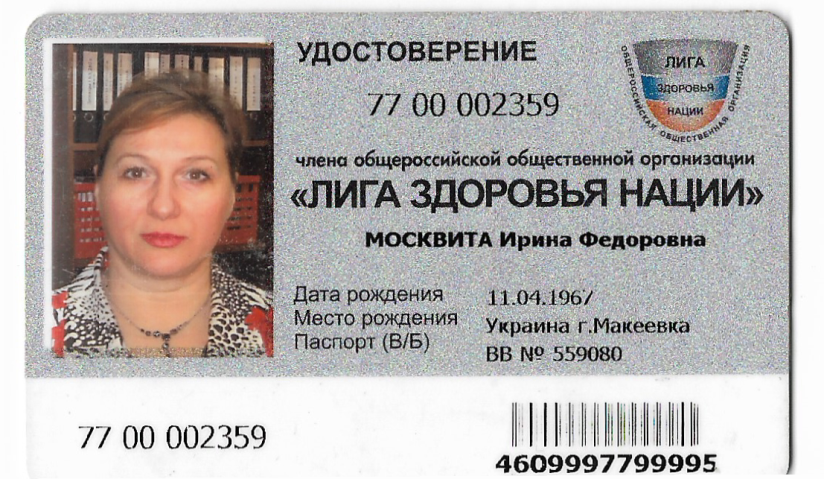 УДОСТОВЕРЕНИЕ
77 00 002359
ЛИГА
ЗДОРОВЬЯ
НАЦИИ
ОБЩЕРОССИЙСКАЯ ОБЩЕСТВЕННАЯ ОРГАНИЗАЦИЯ
члена общероссийской общественной организации
«ЛИГА ЗДОРОВЬЯ НАЦИИ»
МОСКВИТА Ирина Федоровна
Дата рождения 11.04.1967
Место рождения Украина г.Макеевка
Паспорт (В/Б) ВВ № 559080
77 00 002359
4609997799995